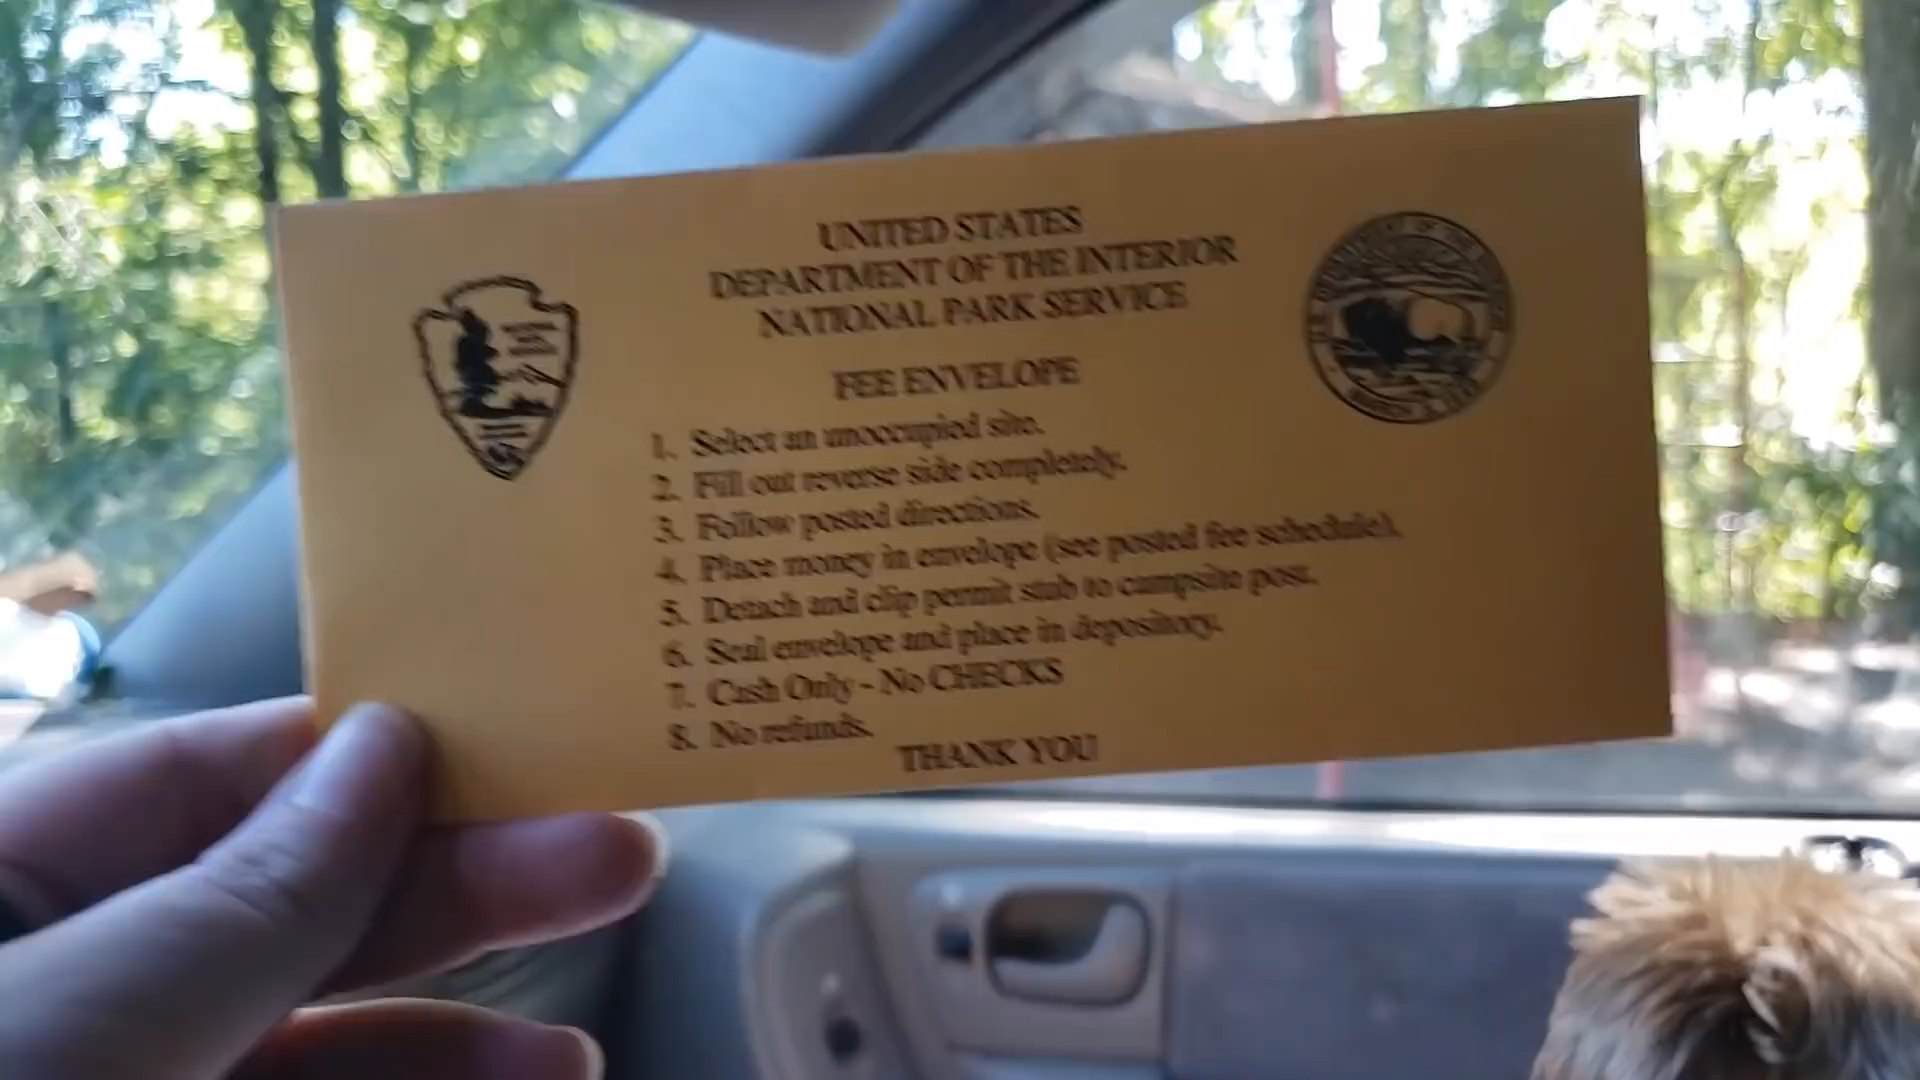 UNITED STATES
DEPARTMENT OF THE INTERIOR
NATIONAL PARK SERVICE
FEE ENVELOPE
1. Select an unoccupied site.
2. Fill out reverse side completely.
3. Follow posted directions.
4. Place money in envelope (see posted fee schedule).
5. Detach and clip permit stub to campsite post.
6. Seal envelope and place in depository.
7. Cash Only - No CHECKS
8. No refunds.
THANK YOU